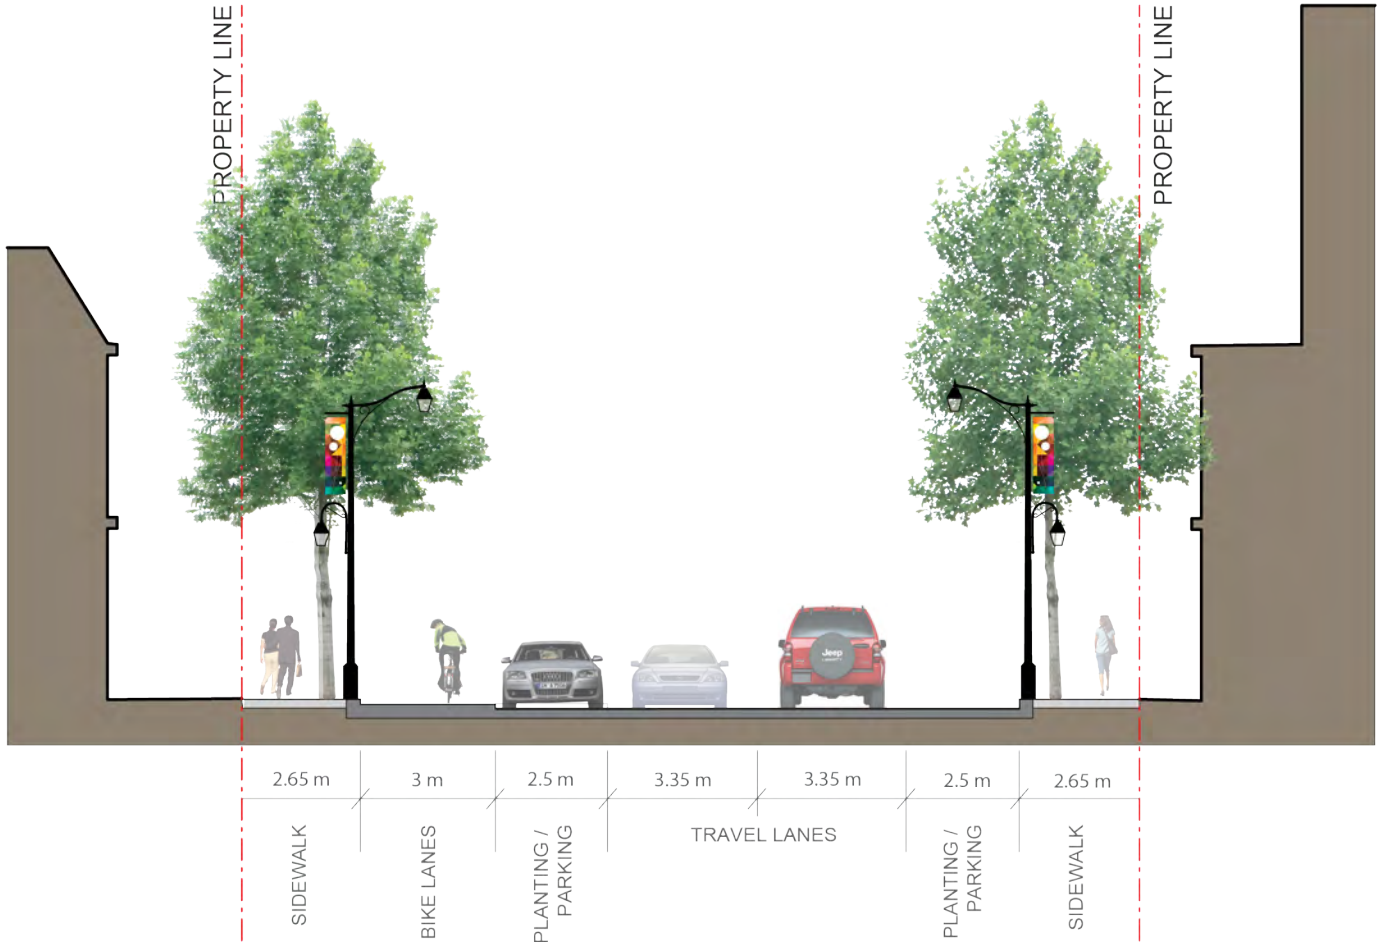 PROPERTY LINE
PROPERTY LINE
Jeep
2.65 m
3 m
2.5 m
3.35 m
3.35 m
2.5 m
2.65 m
SIDEWALK
BIKE LANES
PLANTING /
PARKING
TRAVEL LANES
PLANTING /
PARKING
SIDEWALK